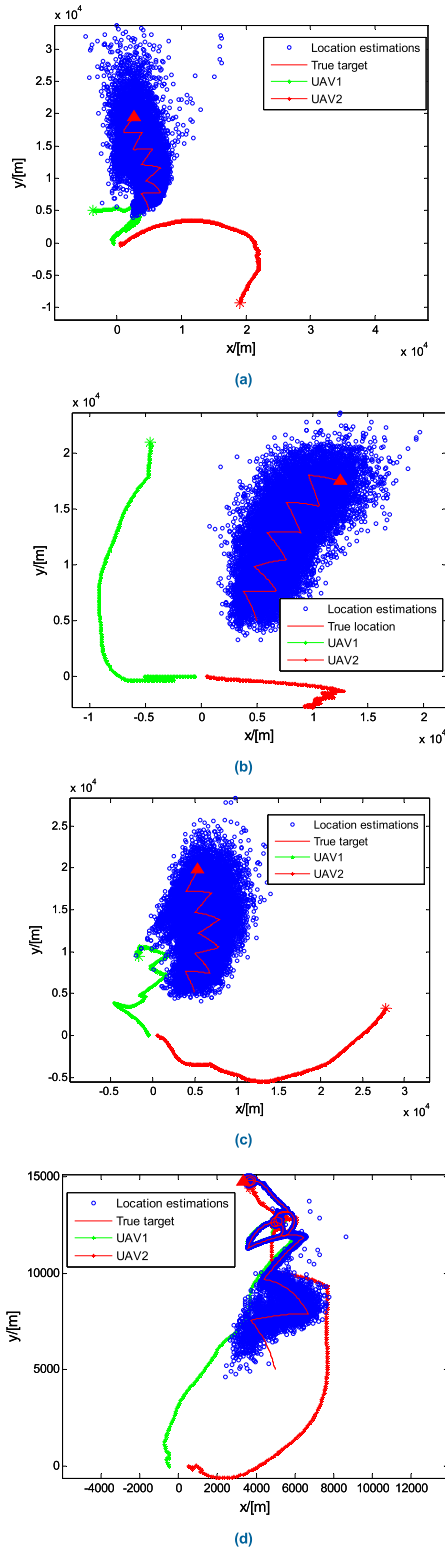 x 10^4
3
2.5
2
1.5
1
0.5
0
-0.5
-1
y/[m]
Location estimations
True target
UAV1
UAV2
0
1
2
3
4
x/[m]
x 10^4
(a)
x 10^4
2
1.5
1
0.5
0
y/[m]
Location estimations
True location
UAV1
UAV2
-1
-0.5
0
0.5
1
1.5
2
x/[m]
x 10^4
(b)
x 10^4
2.5
2
1.5
1
0.5
0
-0.5
y/[m]
Location estimations
True target
UAV1
UAV2
-0.5
0
0.5
1
1.5
2
2.5
3
x/[m]
x 10^4
(c)
15000
10000
5000
0
y/[m]
Location estimations
True target
UAV1
UAV2
-4000
-2000
0
2000
4000
6000
8000
10000
12000
x/[m]
(d)